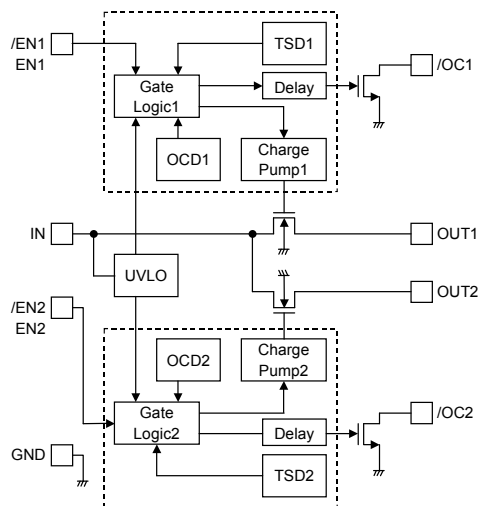 /EN1
EN1
TSD1
/OC1
Gate
Logic1
Delay
OCD1
Charge
Pump1
IN
OUT1
UVLO
OUT2
/EN2
EN2
OCD2
Charge
Pump2
Gate
Logic2
Delay
/OC2
GND
TSD2